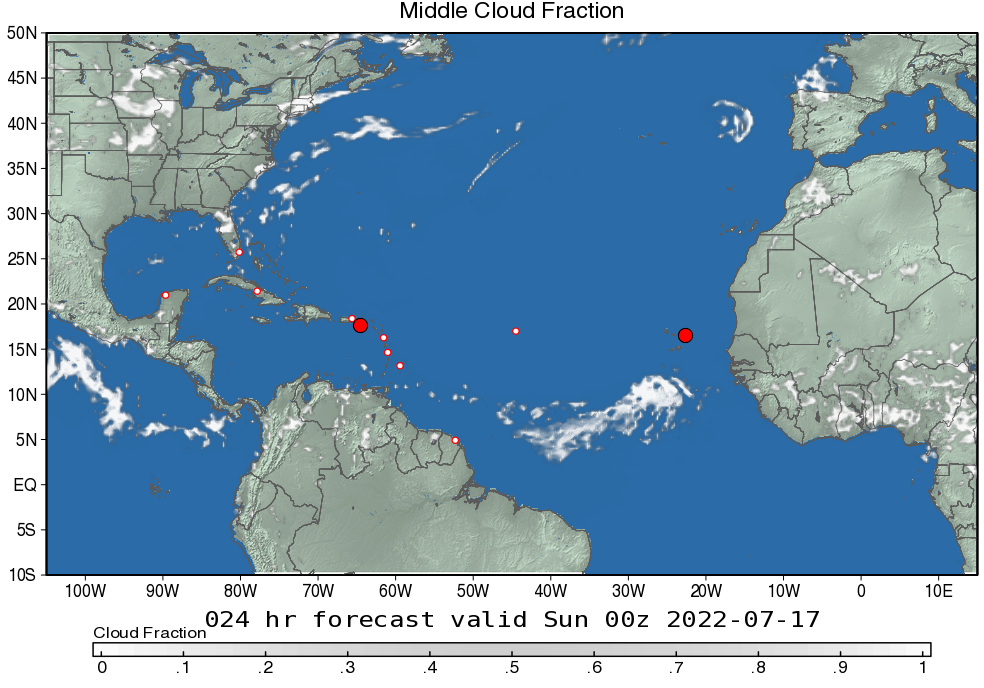 Middle Cloud Fraction
50N
45N
40N
35N
30N
25N
20N
15N
10N
5N
EQ
5S
10S
100W 90W 80W 70W 60W 50W 40W 30W 20W 10W 0 10E
024 hr forecast valid Sun 00z 2022-07-17
Cloud Fraction
0 .1 .2 .3 .4 .5 .6 .7 .8 .9 1